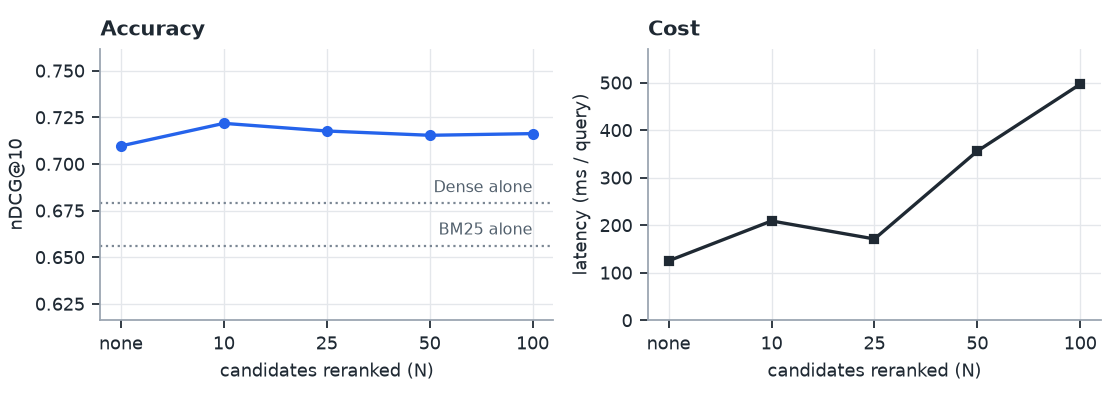 Accuracy
nDCG@10
0.750
0.725
0.700
0.675
0.650
0.625
Dense alone
BM25 alone
none 10 25 50 100
candidates reranked (N)
Cost
latency (ms / query)
500
400
300
200
100
0
none 10 25 50 100
candidates reranked (N)